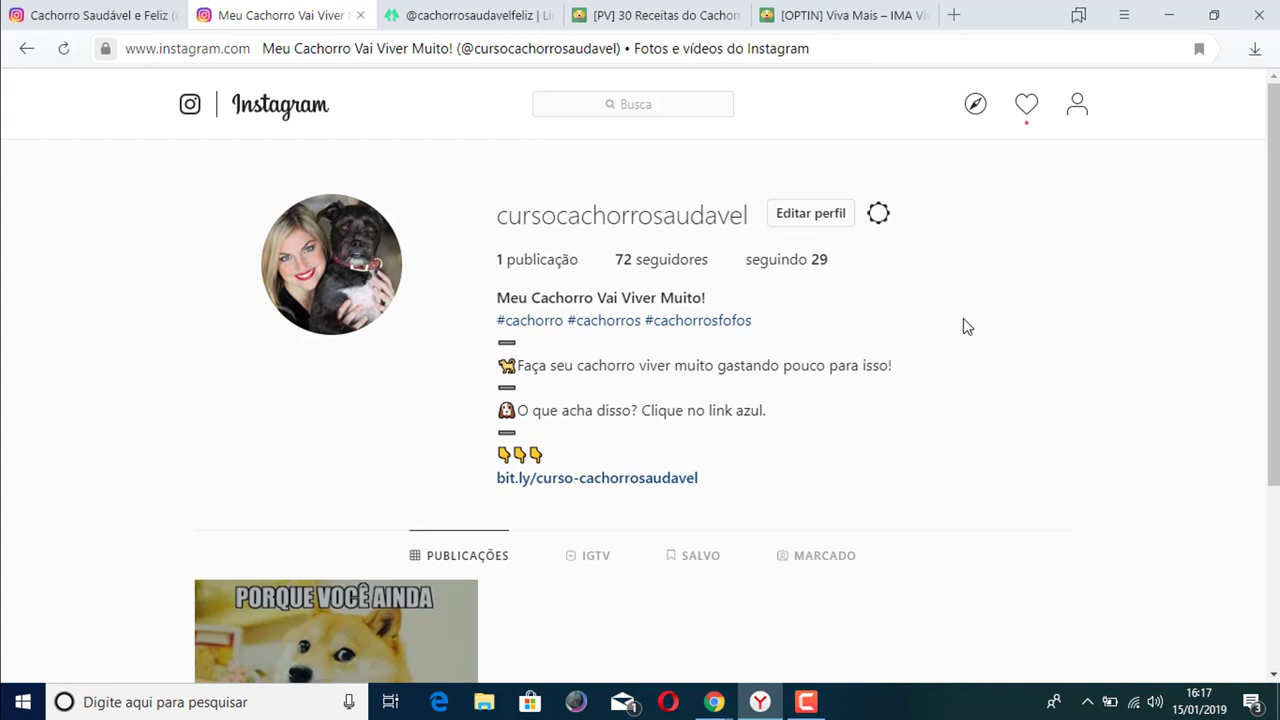 Cachorro Saudável e Feliz (@
Meu Cachorro Vai Viver
@cachorrosaudavelfeliz | Li
[PV] 30 Receitas do Cachorr
[OPTIN] Viva Mais – IMA Vi
www.instagram.com Meu Cachorro Vai Viver Muito! (@cursocachorrosaudavel) • Fotos e vídeos do Instagram
Instagram
Busca
cursocachorrosaudavel
Editar perfil
1 publicação 72 seguidores seguindo 29
Meu Cachorro Vai Viver Muito!
#cachorro #cachorros #cachorrosfofos
➖
🐕Faça seu cachorro viver muito gastando pouco para isso!
➖
🐶O que acha disso? Clique no link azul.
➖
👇👇👇
bit.ly/curso-cachorrosaudavel
PUBLICAÇÕES
IGTV
SALVO
MARCADO
PORQUE VOCÊ AINDA
Digite aqui para pesquisar
1
16:17
15/01/2019
3